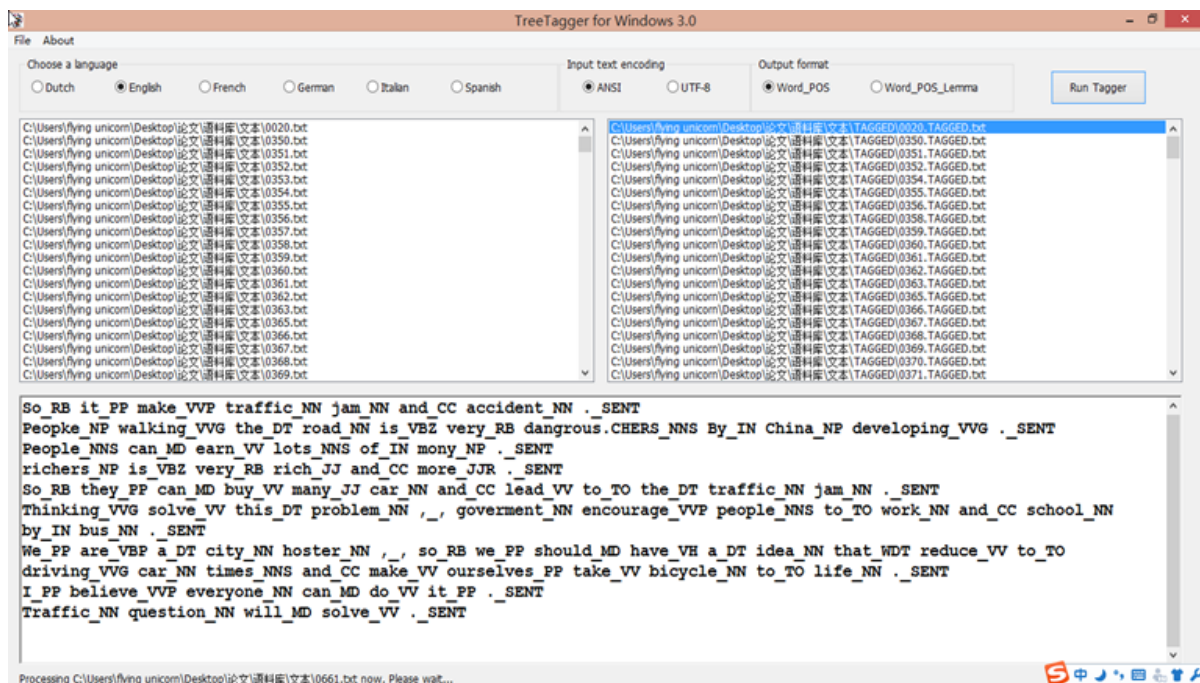 TreeTagger for Windows 3.0
File About
Choose a language
Input text encoding
Output format
Dutch English French German Italian Spanish ANSI UTF-8 Word_POS Word_POS_Lemma
Run Tagger
C:\Users\flying unicorn\Desktop\论文\语料库\文本\0020.txt
C:\Users\flying unicorn\Desktop\论文\语料库\文本\0350.txt
C:\Users\flying unicorn\Desktop\论文\语料库\文本\0351.txt
C:\Users\flying unicorn\Desktop\论文\语料库\文本\0352.txt
C:\Users\flying unicorn\Desktop\论文\语料库\文本\0353.txt
C:\Users\flying unicorn\Desktop\论文\语料库\文本\0354.txt
C:\Users\flying unicorn\Desktop\论文\语料库\文本\0355.txt
C:\Users\flying unicorn\Desktop\论文\语料库\文本\0356.txt
C:\Users\flying unicorn\Desktop\论文\语料库\文本\0357.txt
C:\Users\flying unicorn\Desktop\论文\语料库\文本\0358.txt
C:\Users\flying unicorn\Desktop\论文\语料库\文本\0359.txt
C:\Users\flying unicorn\Desktop\论文\语料库\文本\0360.txt
C:\Users\flying unicorn\Desktop\论文\语料库\文本\0361.txt
C:\Users\flying unicorn\Desktop\论文\语料库\文本\0362.txt
C:\Users\flying unicorn\Desktop\论文\语料库\文本\0363.txt
C:\Users\flying unicorn\Desktop\论文\语料库\文本\0365.txt
C:\Users\flying unicorn\Desktop\论文\语料库\文本\0366.txt
C:\Users\flying unicorn\Desktop\论文\语料库\文本\0367.txt
C:\Users\flying unicorn\Desktop\论文\语料库\文本\0368.txt
C:\Users\flying unicorn\Desktop\论文\语料库\文本\0369.txt
C:\Users\flying unicorn\Desktop\论文\语料库\文本\TAGGED\0020.TAGGED.txt
C:\Users\flying unicorn\Desktop\论文\语料库\文本\TAGGED\0350.TAGGED.txt
C:\Users\flying unicorn\Desktop\论文\语料库\文本\TAGGED\0351.TAGGED.txt
C:\Users\flying unicorn\Desktop\论文\语料库\文本\TAGGED\0352.TAGGED.txt
C:\Users\flying unicorn\Desktop\论文\语料库\文本\TAGGED\0354.TAGGED.txt
C:\Users\flying unicorn\Desktop\论文\语料库\文本\TAGGED\0355.TAGGED.txt
C:\Users\flying unicorn\Desktop\论文\语料库\文本\TAGGED\0356.TAGGED.txt
C:\Users\flying unicorn\Desktop\论文\语料库\文本\TAGGED\0358.TAGGED.txt
C:\Users\flying unicorn\Desktop\论文\语料库\文本\TAGGED\0359.TAGGED.txt
C:\Users\flying unicorn\Desktop\论文\语料库\文本\TAGGED\0360.TAGGED.txt
C:\Users\flying unicorn\Desktop\论文\语料库\文本\TAGGED\0361.TAGGED.txt
C:\Users\flying unicorn\Desktop\论文\语料库\文本\TAGGED\0362.TAGGED.txt
C:\Users\flying unicorn\Desktop\论文\语料库\文本\TAGGED\0363.TAGGED.txt
C:\Users\flying unicorn\Desktop\论文\语料库\文本\TAGGED\0365.TAGGED.txt
C:\Users\flying unicorn\Desktop\论文\语料库\文本\TAGGED\0366.TAGGED.txt
C:\Users\flying unicorn\Desktop\论文\语料库\文本\TAGGED\0367.TAGGED.txt
C:\Users\flying unicorn\Desktop\论文\语料库\文本\TAGGED\0368.TAGGED.txt
C:\Users\flying unicorn\Desktop\论文\语料库\文本\TAGGED\0369.TAGGED.txt
C:\Users\flying unicorn\Desktop\论文\语料库\文本\TAGGED\0370.TAGGED.txt
C:\Users\flying unicorn\Desktop\论文\语料库\文本\TAGGED\0371.TAGGED.txt
So_RB it_PP make_VVP traffic_NN jam_NN and_CC accident_NN ._SENT
Peopke_NP walking_VVG the_DT road_NN is_VBZ very_RB dangrous.CHERS_NNS By_IN China_NP developing_VVG ._SENT
People_NNS can_MD earn_VV lots_NNS of_IN mony_NP ._SENT
richers_NP is_VBZ very_RB rich_JJ and_CC more_JJR ._SENT
So_RB they_PP can_MD buy_VV many_JJ car_NN and_CC lead_VV to_TO the_DT traffic_NN jam_NN ._SENT
Thinking_VVG solve_VV this_DT problem_NN ,_, goverment_NN encourage_VVP people_NNS to_TO work_NN and_CC school_NN
by_IN bus_NN ._SENT
We_PP are_VBP a_DT city_NN hoster_NN ,_, so_RB we_PP should_MD have_VH a_DT idea_NN that_WDT reduce_VV to_TO
driving_VVG car_NN times_NNS and_CC make_VV ourselves_PP take_VV bicycle_NN to_TO life_NN ._SENT
I_PP believe_VVP everyone_NN can_MD do_VV it_PP ._SENT
Traffic_NN question_NN will_MD solve_VV ._SENT
Processing C:\Users\flying unicorn\Desktop\论文\语料库\文本\0661.txt now. Please wait...
中